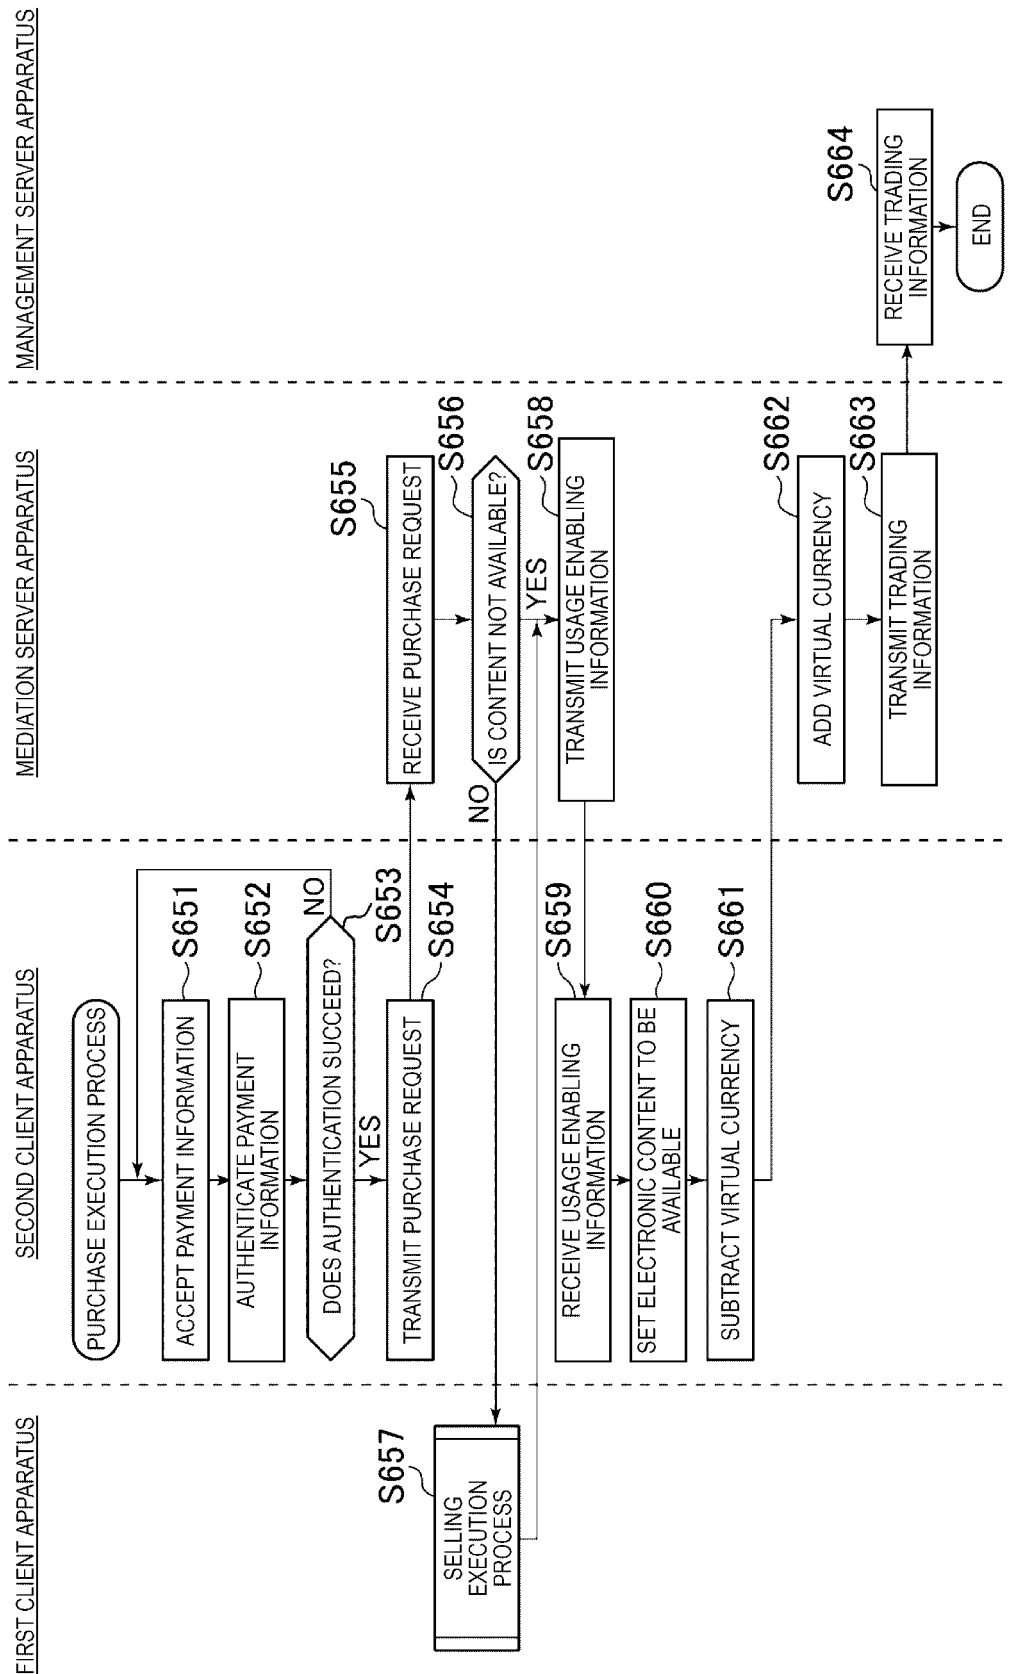 FIRST CLIENT APPARATUS
SECOND CLIENT APPARATUS
MEDIATION SERVER APPARATUS
MANAGEMENT SERVER APPARATUS
PURCHASE EXECUTION PROCESS
S651
ACCEPT PAYMENT INFORMATION
S652
AUTHENTICATE PAYMENT
INFORMATION
NO
S653
DOES AUTHENTICATION SUCCEED?
YES
S654
TRANSMIT PURCHASE REQUEST
S655
RECEIVE PURCHASE REQUEST
S656
IS CONTENT NOT AVAILABLE?
NO
YES
S657
SELLING
EXECUTION
PROCESS
S658
TRANSMIT USAGE ENABLING
INFORMATION
S659
RECEIVE USAGE ENABLING
INFORMATION
S660
SET ELECTRONIC CONTENT TO BE
AVAILABLE
S661
SUBTRACT VIRTUAL CURRENCY
S662
ADD VIRTUAL CURRENCY
S663
TRANSMIT TRADING
INFORMATION
S664
RECEIVE TRADING
INFORMATION
END